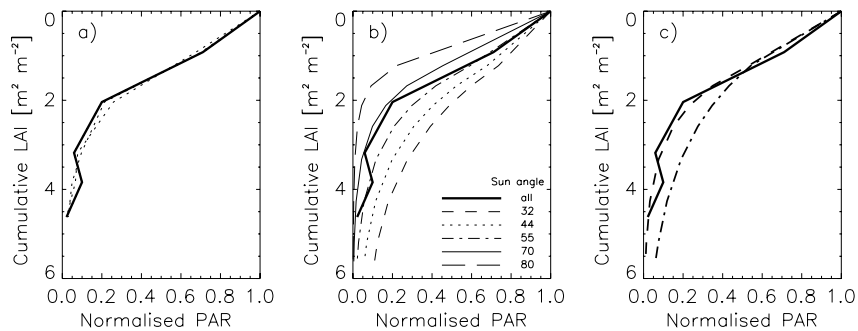 a)
Cumulative LAI [m² m⁻²]
0
2
4
6
0.0 0.2 0.4 0.6 0.8 1.0
Normalised PAR
b)
Cumulative LAI [m² m⁻²]
0
2
4
6
Sun angle
all
32
44
55
70
80
0.0 0.2 0.4 0.6 0.8 1.0
Normalised PAR
c)
Cumulative LAI [m² m⁻²]
0
2
4
6
0.0 0.2 0.4 0.6 0.8 1.0
Normalised PAR